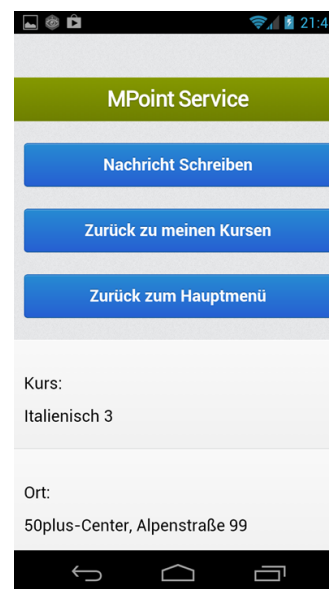 21:4
MPoint Service
Nachricht Schreiben
Zurück zu meinen Kursen
Zurück zum Hauptmenü
Kurs:
Italienisch 3
Ort:
50plus-Center, Alpenstraße 99